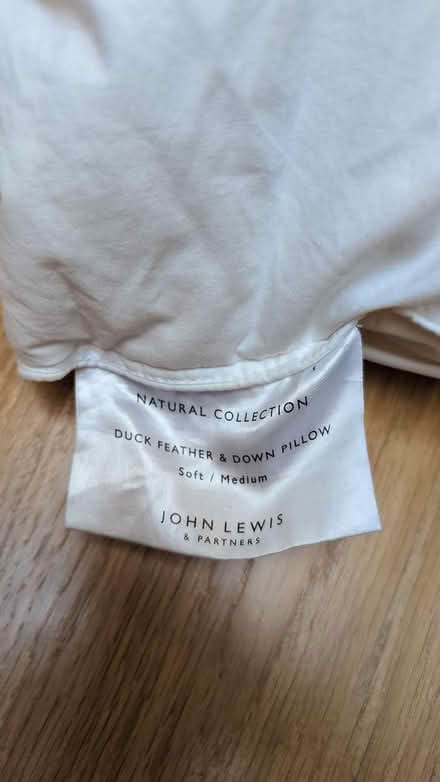 NATURAL COLLECTION
DUCK FEATHER & DOWN PILLOW
Soft / Medium
JOHN LEWIS
& PARTNERS